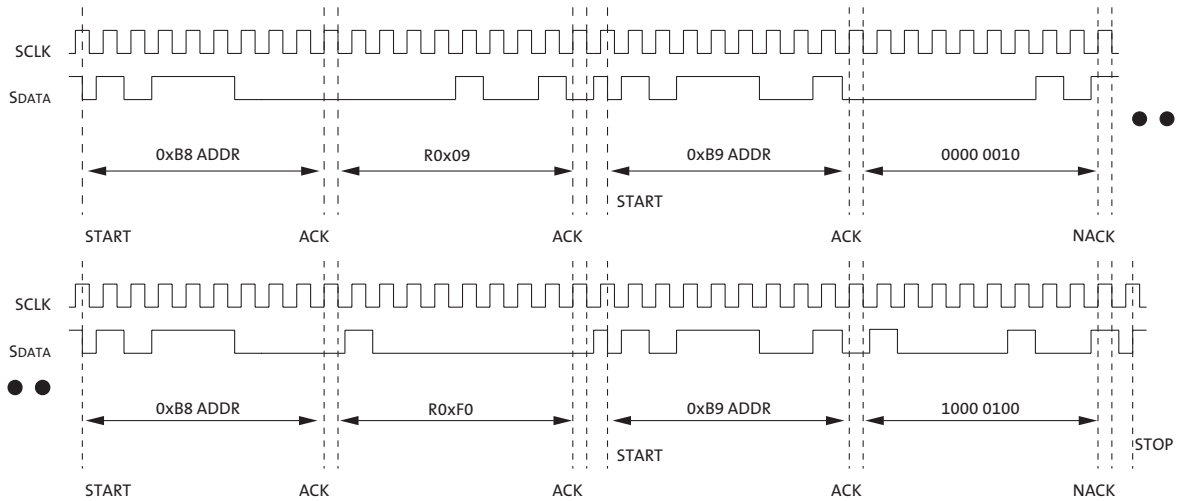 SCLK
SDATA
0xB8 ADDR R0x09 0xB9 ADDR 0000 0010
START
START ACK ACK ACK NACK
SCLK
SDATA
0xB8 ADDR R0xF0 0xB9 ADDR 1000 0100
START STOP
START ACK ACK ACK NACK